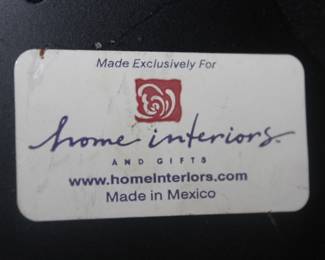 Made Exclusively For
home interiors
AND GIFTS
www.homeInteriors.com
Made in Mexico